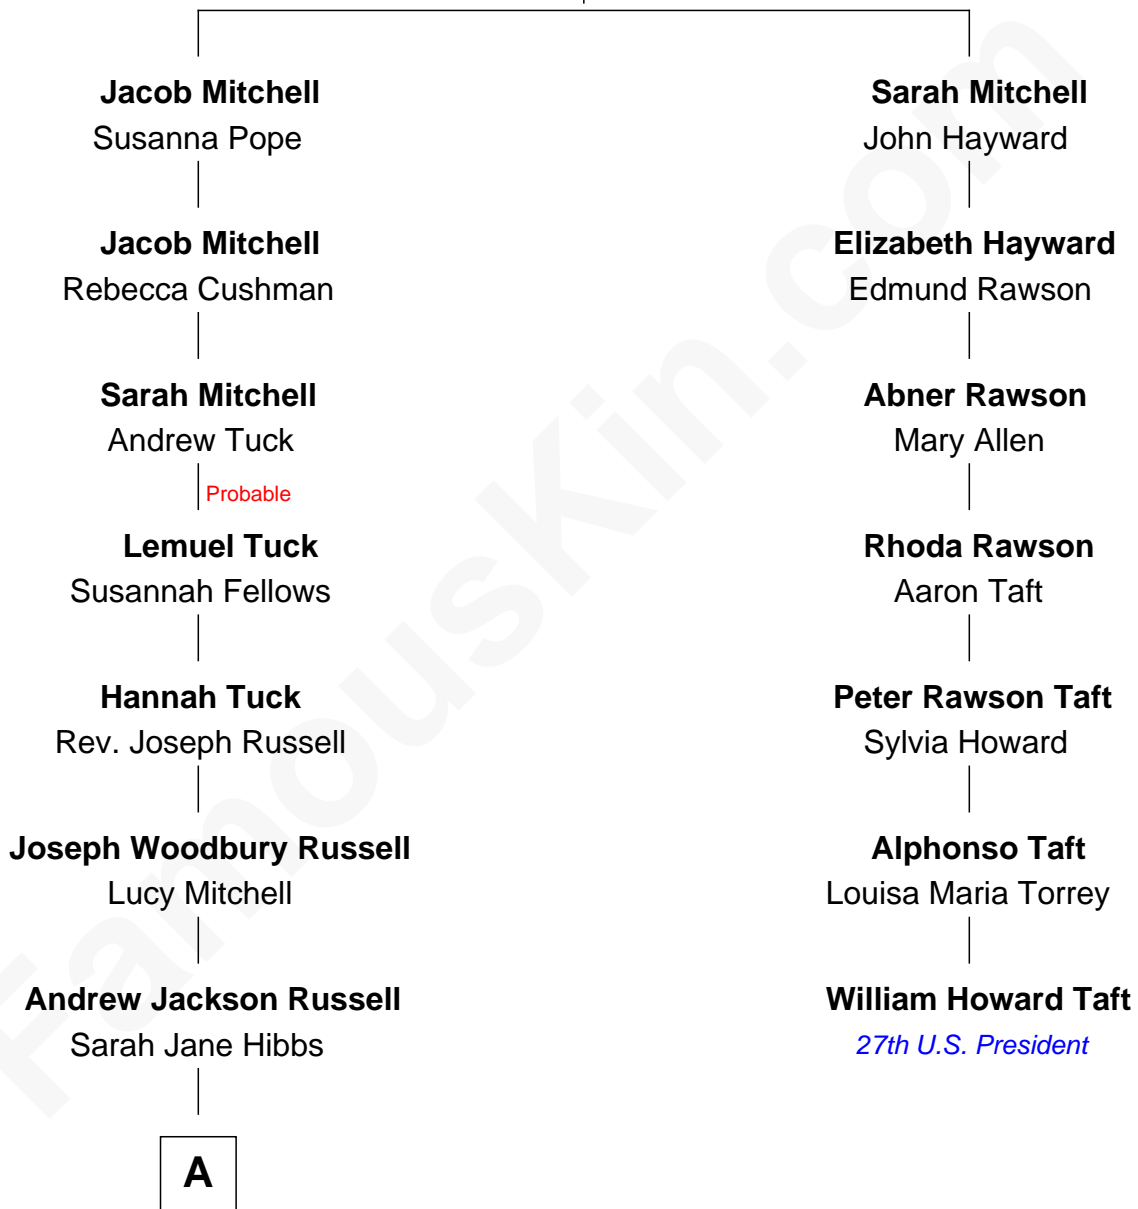 Jacob Mitchell
Susanna Pope
Jacob Mitchell
Rebecca Cushman
Sarah Mitchell
Andrew Tuck
Probable
Lemuel Tuck
Susannah Fellows
Hannah Tuck
Rev. Joseph Russell
Joseph Woodbury Russell
Lucy Mitchell
Andrew Jackson Russell
Sarah Jane Hibbs
A
Sarah Mitchell
John Hayward
Elizabeth Hayward
Edmund Rawson
Abner Rawson
Mary Allen
Rhoda Rawson
Aaron Taft
Peter Rawson Taft
Sylvia Howard
Alphonso Taft
Louisa Maria Torrey
William Howard Taft
27th U.S. President
FamousKin.com